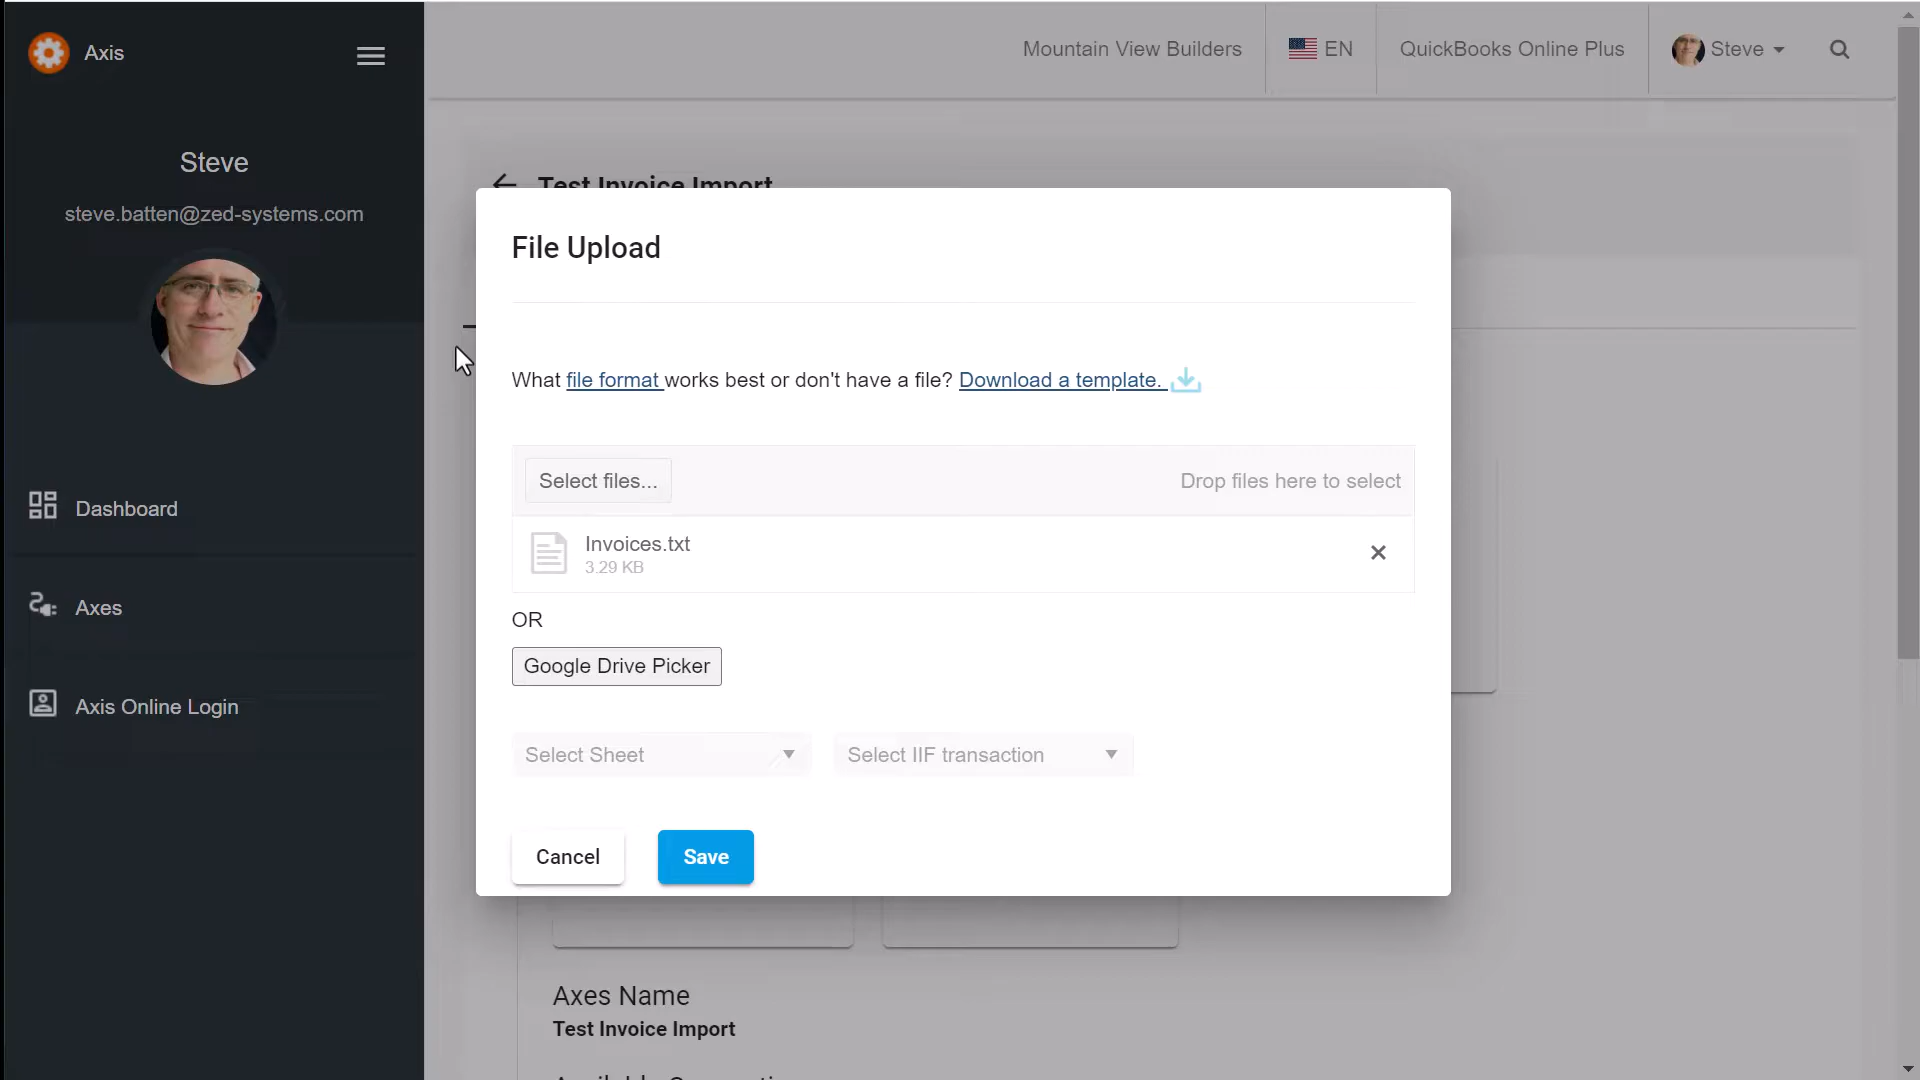 Axis
Mountain View Builders
EN
QuickBooks Online Plus
Steve
Steve
steve.batten@zed-systems.com
Test Invoice Import
File Upload
What file format works best or don't have a file? Download a template.
Select files...
Drop files here to select
Invoices.txt
3.29 KB
OR
Google Drive Picker
Select Sheet
Select IIF transaction
Cancel
Save
Dashboard
Axes
Axis Online Login
Axes Name
Test Invoice Import